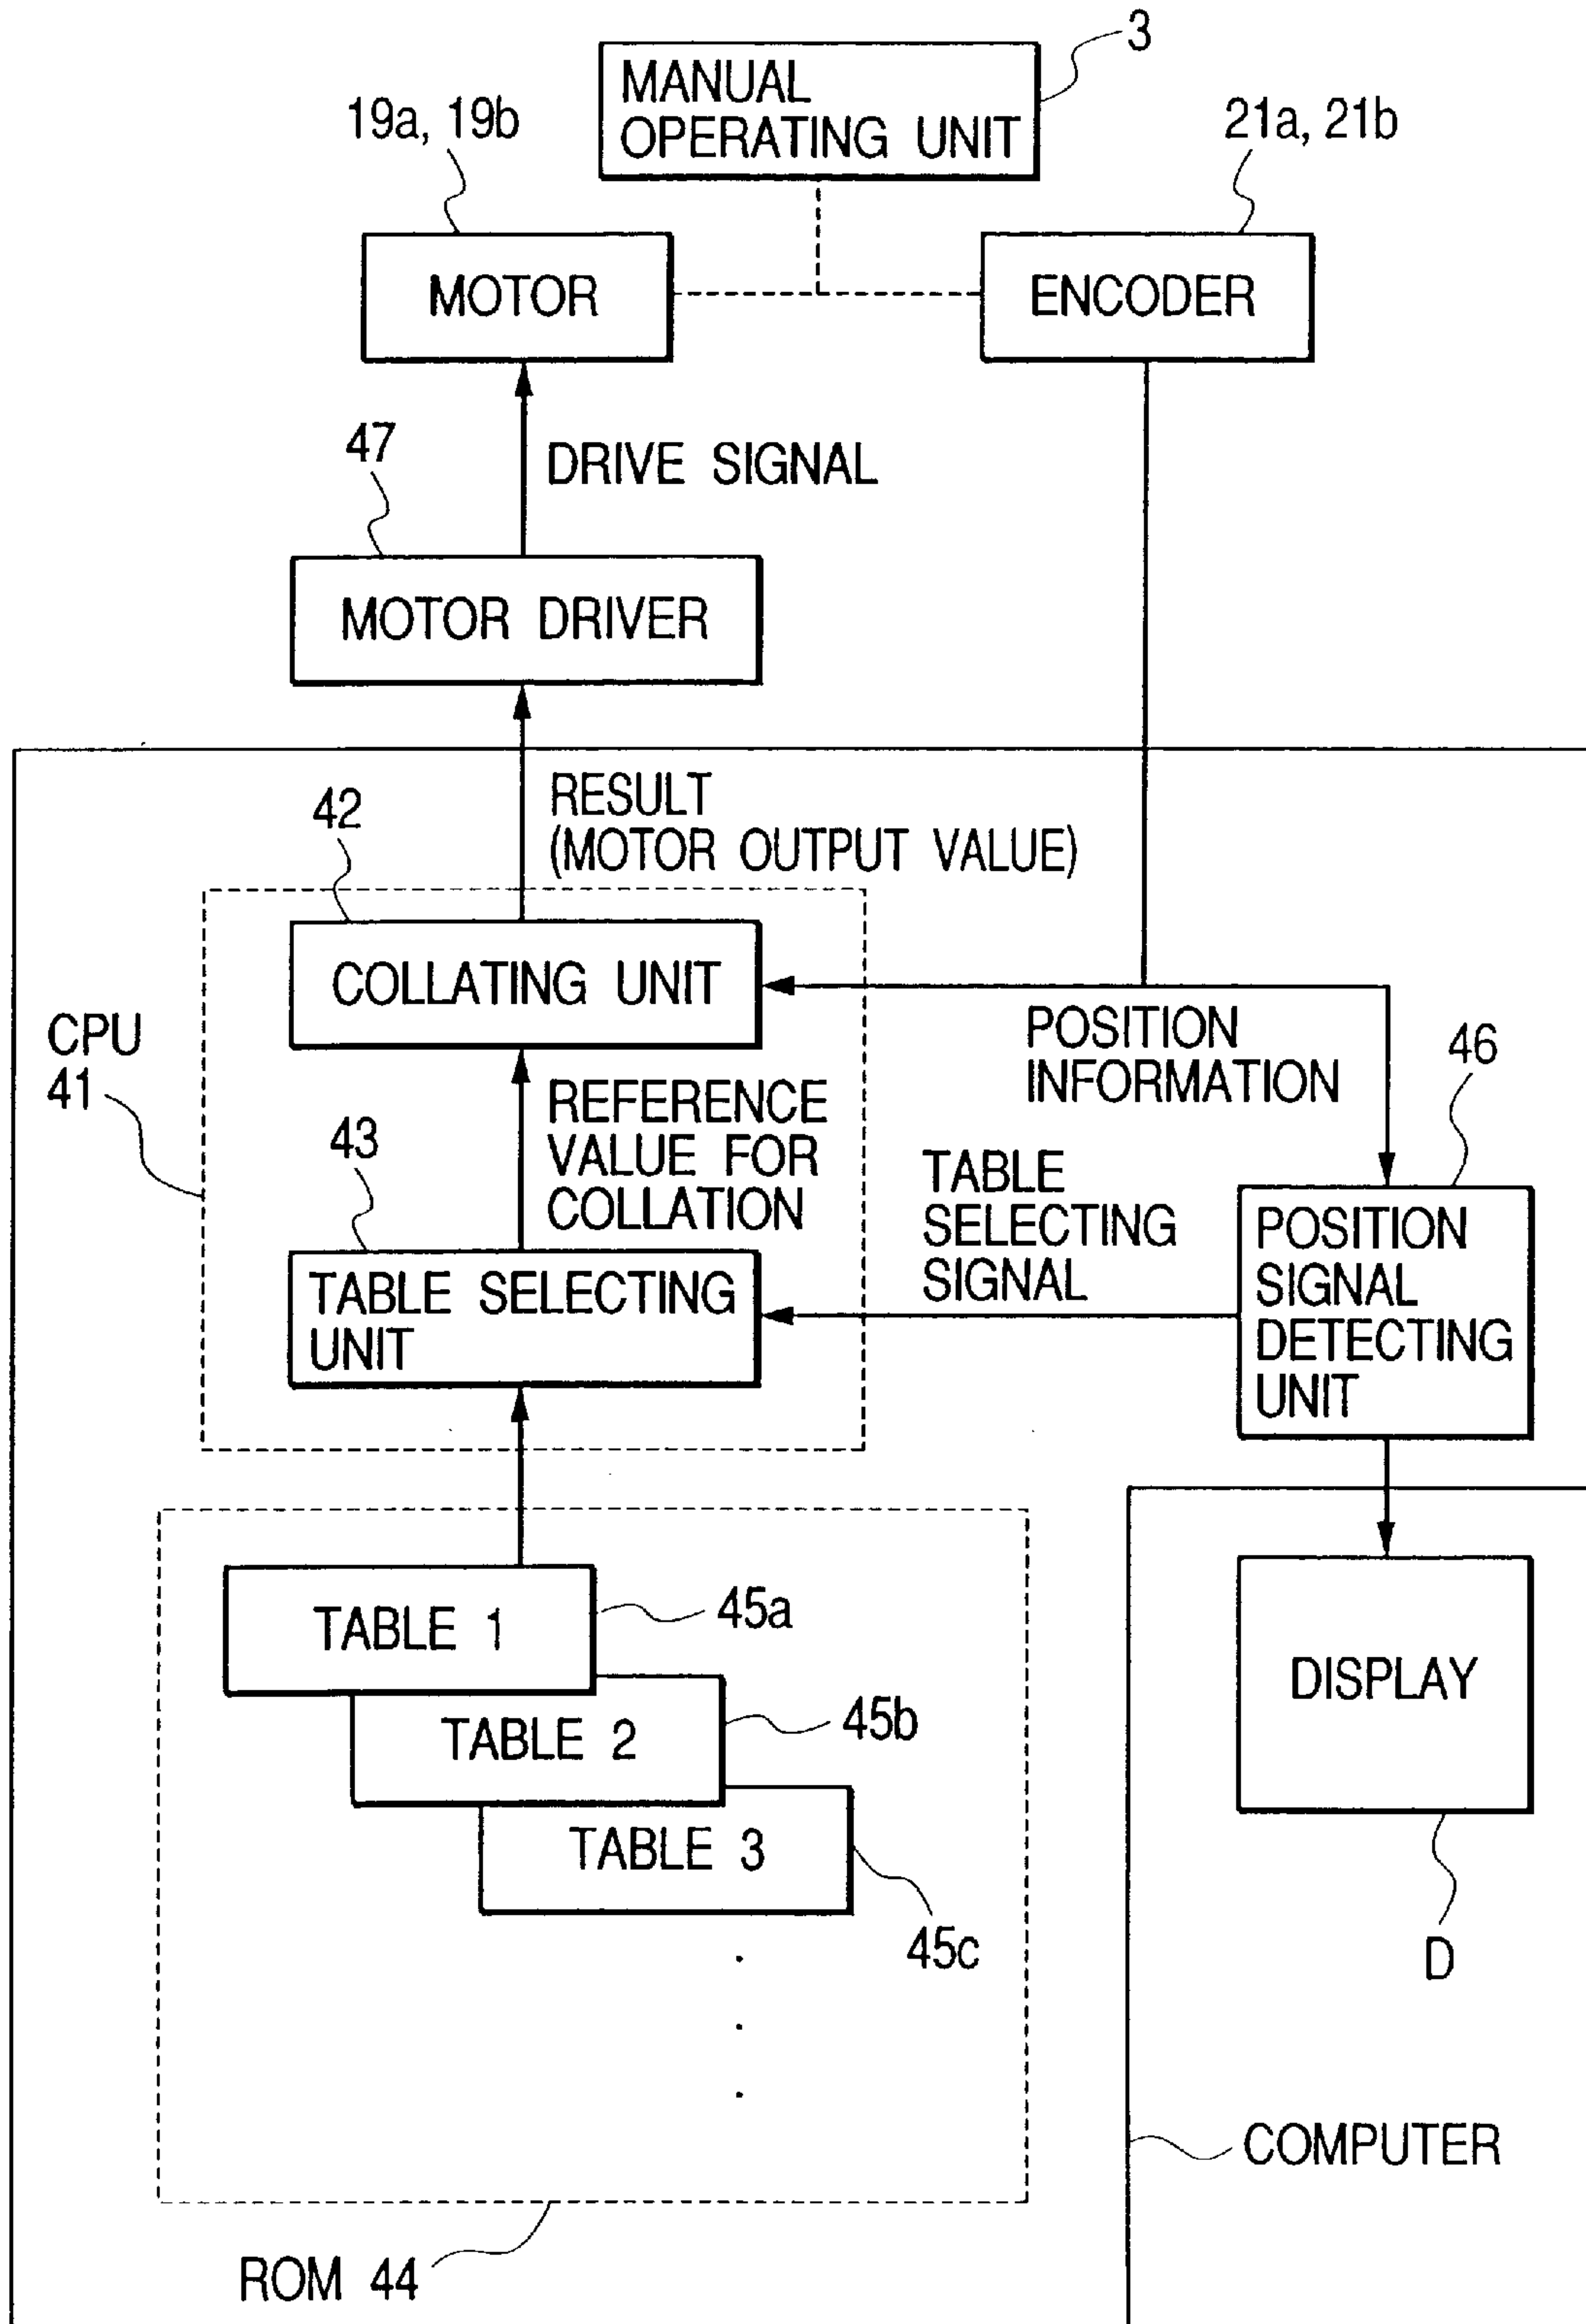 3
MANUAL
OPERATING UNIT
19a, 19b
21a, 21b
MOTOR
ENCODER
47
DRIVE SIGNAL
MOTOR DRIVER
RESULT
(MOTOR OUTPUT VALUE)
42
COLLATING UNIT
CPU
41
POSITION
INFORMATION
46
REFERENCE
VALUE FOR
COLLATION
43
TABLE
SELECTING
SIGNAL
TABLE SELECTING
UNIT
POSITION
SIGNAL
DETECTING
UNIT
TABLE 1
45a
TABLE 2
45b
TABLE 3
45c
DISPLAY
D
COMPUTER
ROM 44